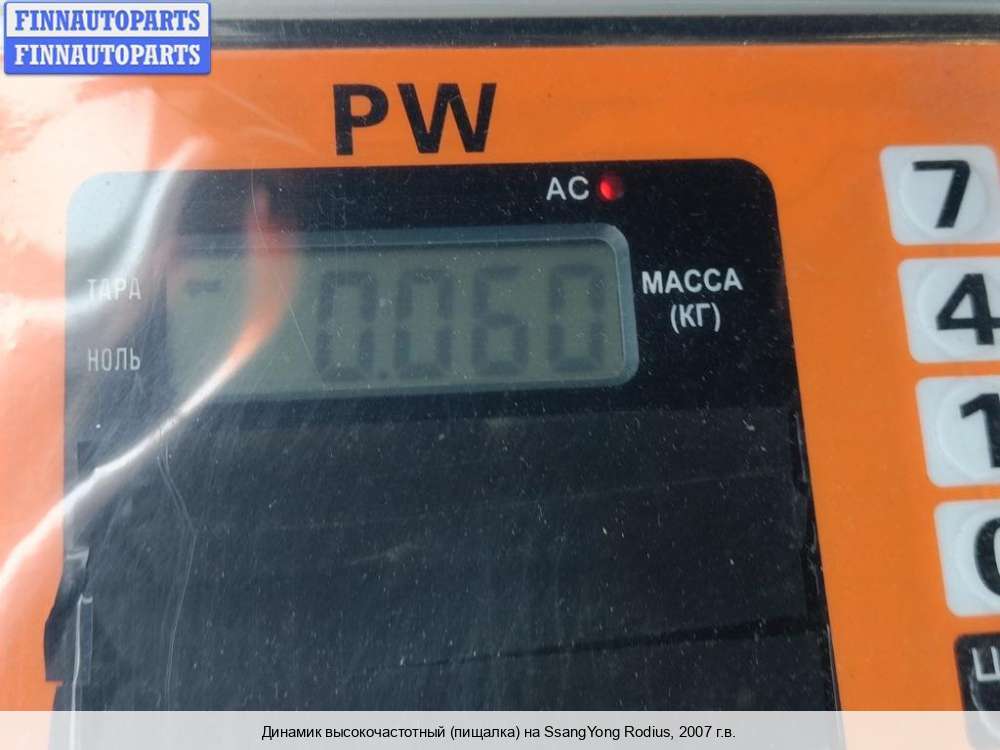 FINNAUTOPARTS
FINNAUTOPARTS
PW
AC
ТАРА
0.060
МАССА
(КГ)
НОЛЬ
7
4
1
0
Динамик высокочастотный (пищалка) на SsangYong Rodius, 2007 г.в.